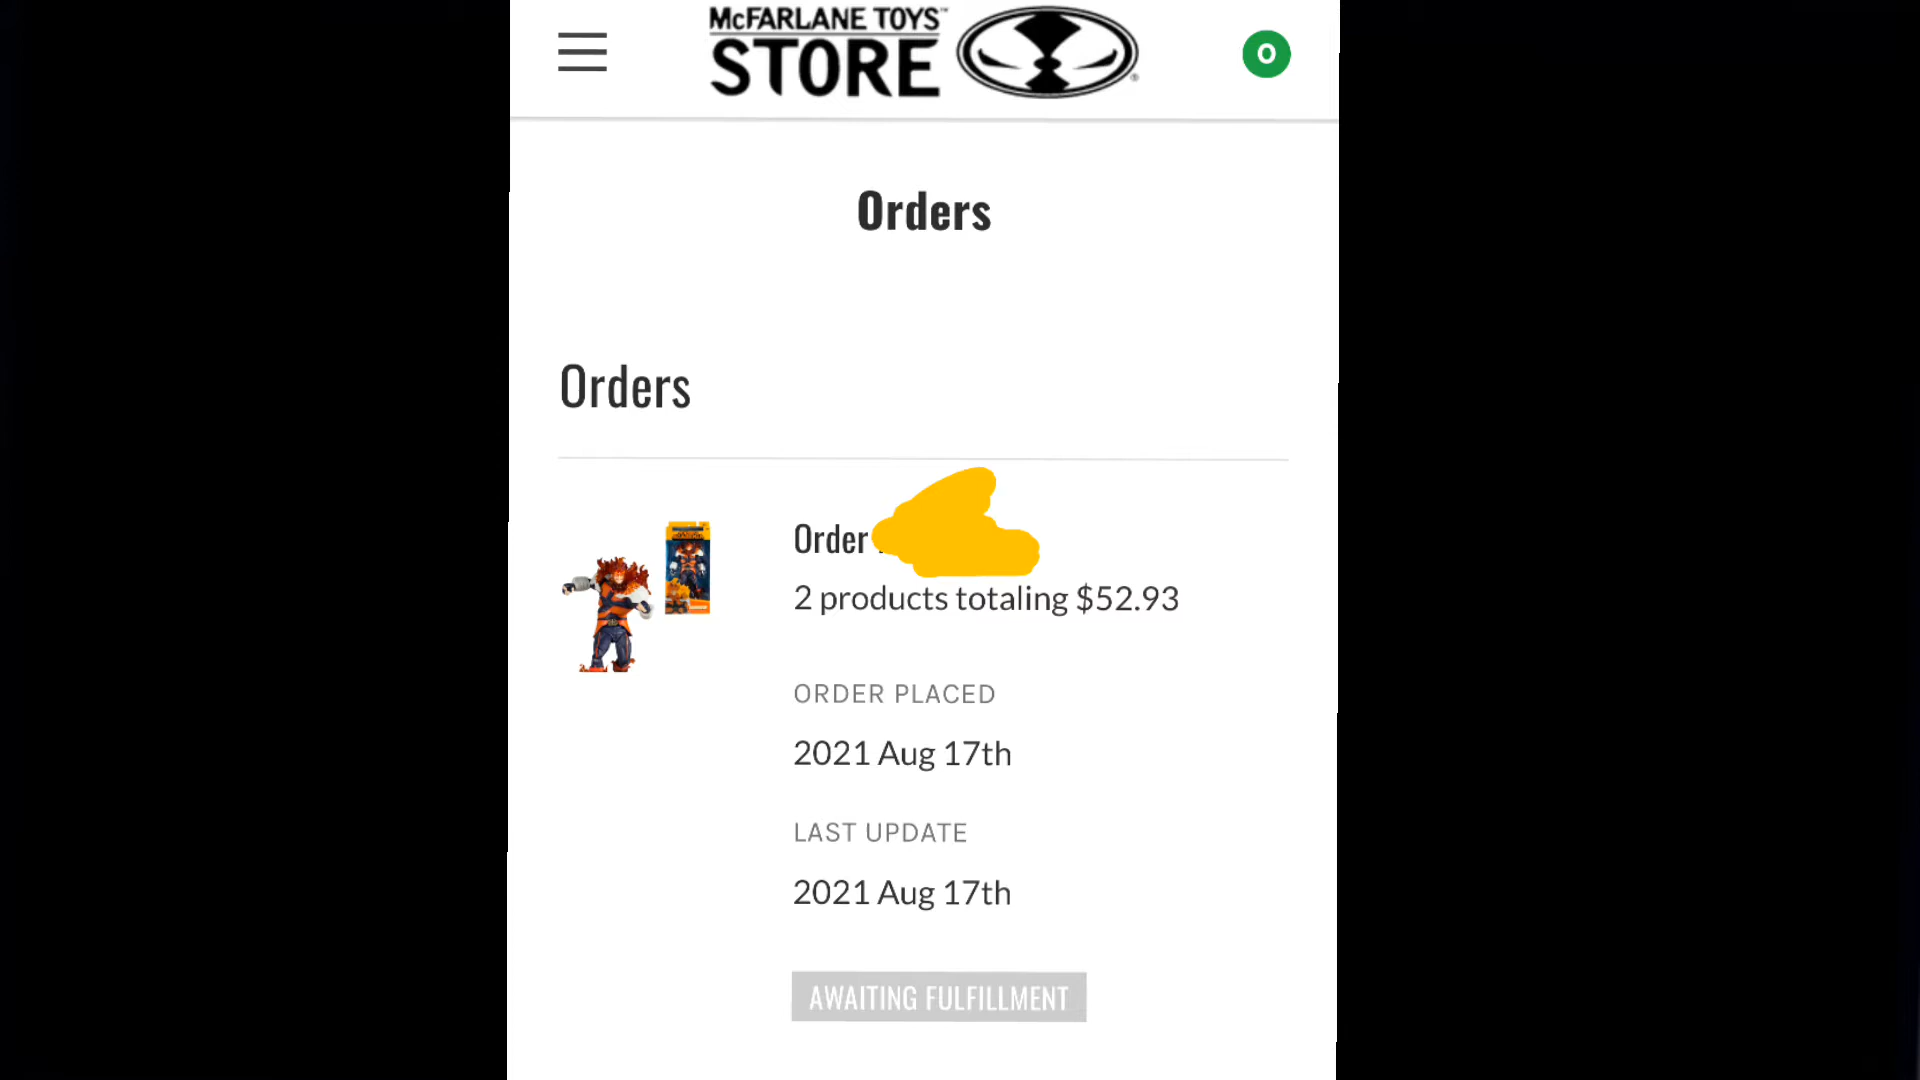 McFARLANE TOYS™
STORE
®
0
Orders
Orders
Order
2 products totaling $52.93
ORDER PLACED
2021 Aug 17th
LAST UPDATE
2021 Aug 17th
AWAITING FULFILLMENT